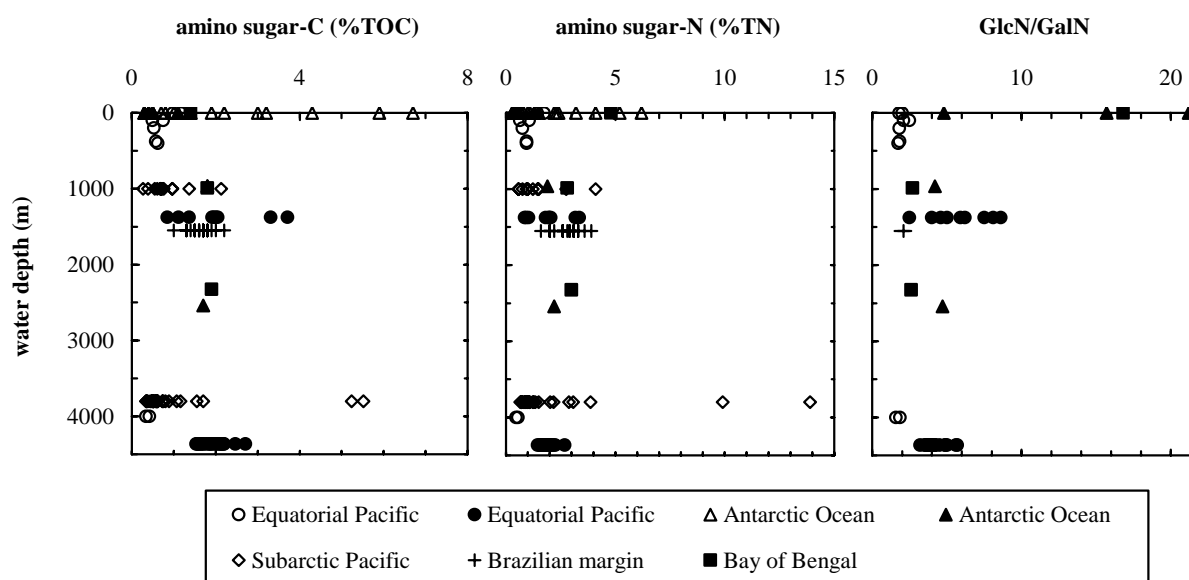 amino sugar-C (%TOC) amino sugar-N (%TN) GlcN/GalN
0 4 8 0 5 10 15 0 10 20
0
1000
2000
3000
4000
water depth (m)
Equatorial Pacific Equatorial Pacific Antarctic Ocean Antarctic Ocean
Subarctic Pacific Brazilian margin Bay of Bengal